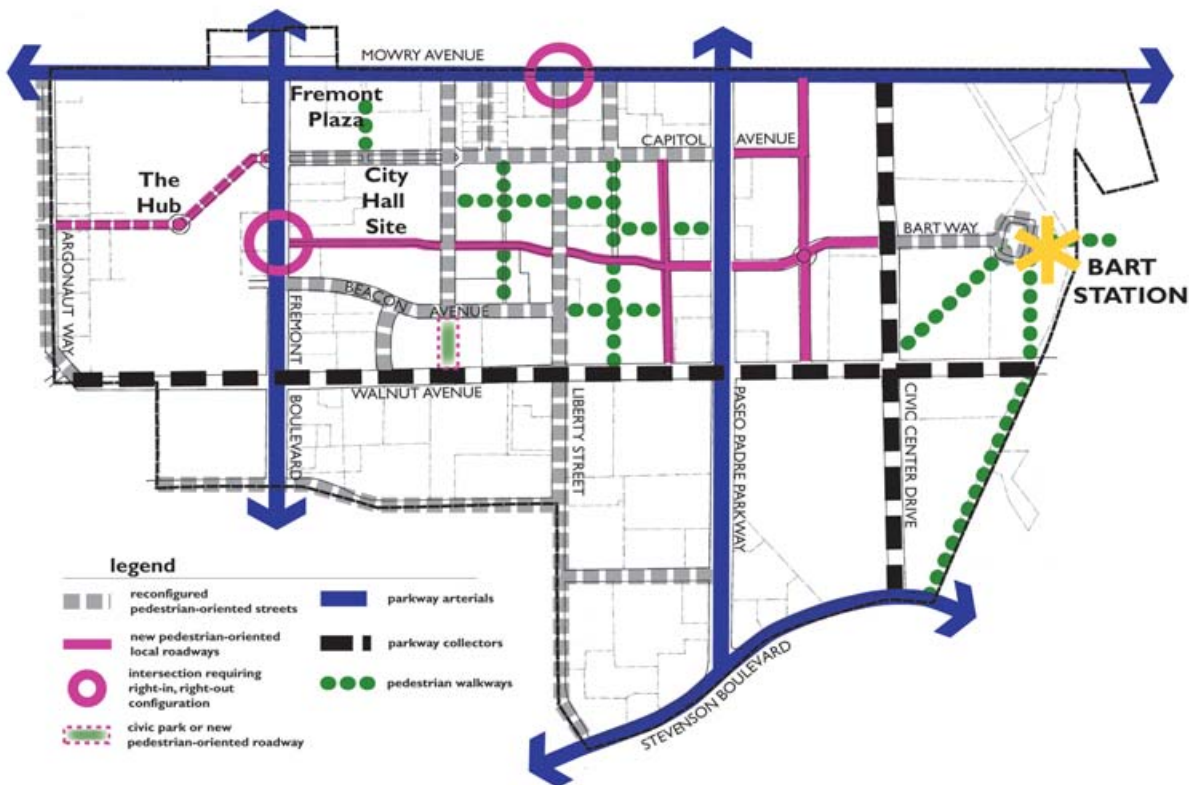 MOWRY AVENUE
Fremont
Plaza
CAPITOL
AVENUE
The
Hub
City
Hall
Site
BART WAY
BART
STATION
ARGONAUT WAY
FREMONT
BOULEVARD
BEACON
AVENUE
WALNUT AVENUE
LIBERTY STREET
PASEO PADRE PARKWAY
CIVIC CENTER DRIVE
STEVENSON BOULEVARD
legend
reconfigured
pedestrian-oriented streets
new pedestrian-oriented
local roadways
intersection requiring
right-in, right-out
configuration
civic park or new
pedestrian-oriented roadway
parkway arterials
parkway collectors
pedestrian walkways